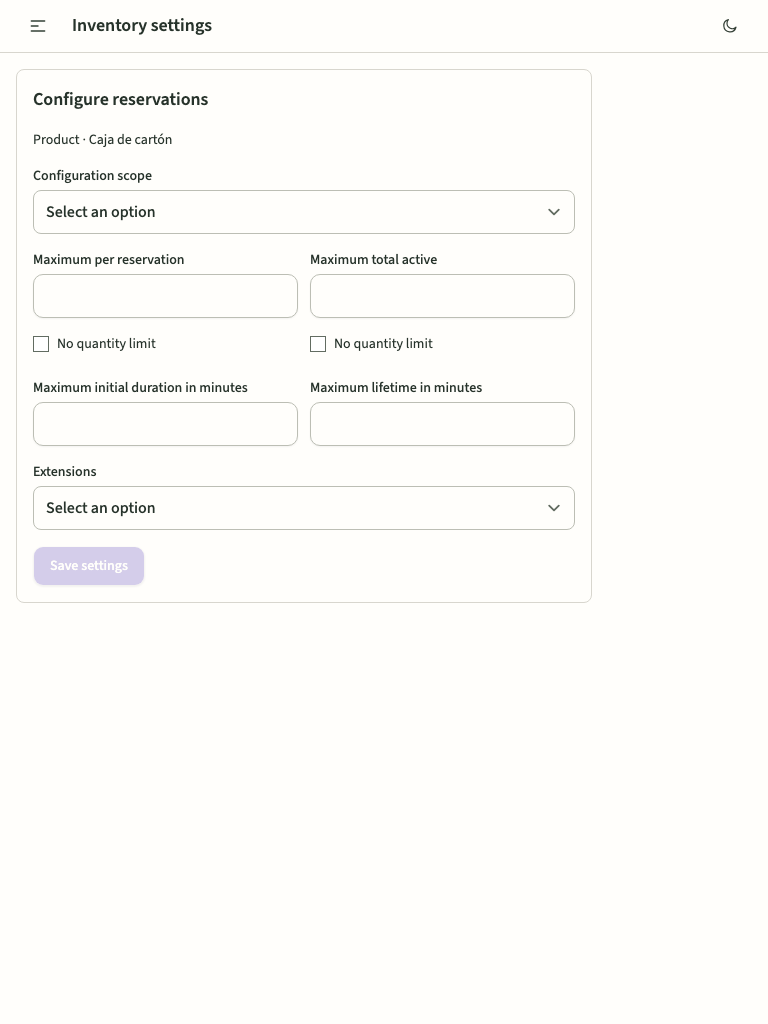 Inventory settings
Configure reservations
Product · Caja de cartón
Configuration scope
Select an option
Maximum per reservation
Maximum total active
No quantity limit
No quantity limit
Maximum initial duration in minutes
Maximum lifetime in minutes
Extensions
Select an option
Save settings